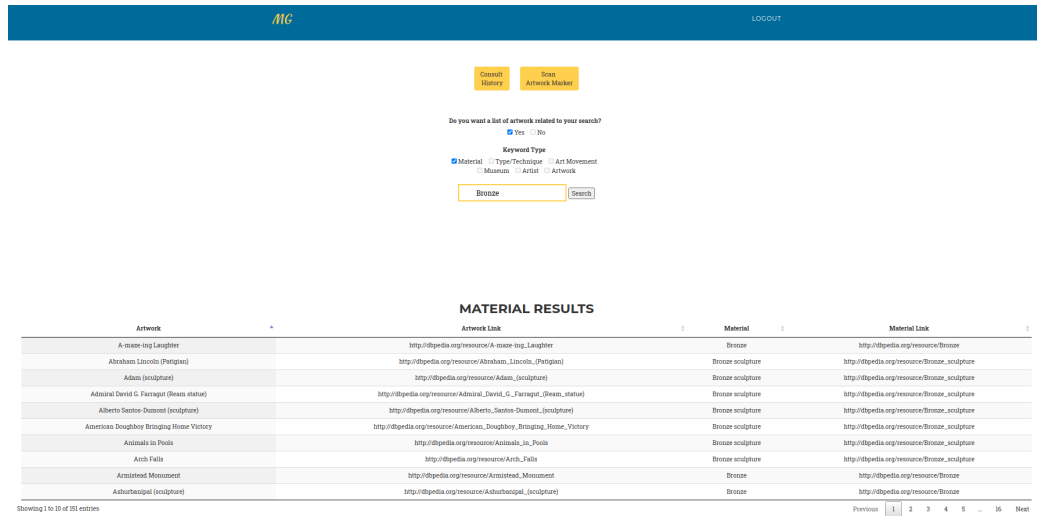 MG LOGOUT
Consult
History
Scan
Artwork Marker
Do you want a list of artwork related to your search?
Yes No
Keyword Type
Material Type/Technique Art Movement
Museum Artist Artwork
Bronze Search
MATERIAL RESULTS
Artwork Artwork Link Material Material Link
A-maze-ing Laughter http://dbpedia.org/resource/A-maze-ing_Laughter Bronze http://dbpedia.org/resource/Bronze
Abraham Lincoln (Patigian) http://dbpedia.org/resource/Abraham_Lincoln_(Patigian) Bronze sculpture http://dbpedia.org/resource/Bronze_sculpture
Adam (sculpture) http://dbpedia.org/resource/Adam_(sculpture) Bronze sculpture http://dbpedia.org/resource/Bronze_sculpture
Admiral David G. Farragut (Ream statue) http://dbpedia.org/resource/Admiral_David_G._Farragut_(Ream_statue) Bronze sculpture http://dbpedia.org/resource/Bronze_sculpture
Alberto Santos-Dumont (sculpture) http://dbpedia.org/resource/Alberto_Santos-Dumont_(sculpture) Bronze sculpture http://dbpedia.org/resource/Bronze_sculpture
American Doughboy Bringing Home Victory http://dbpedia.org/resource/American_Doughboy_Bringing_Home_Victory Bronze sculpture http://dbpedia.org/resource/Bronze_sculpture
Animals in Pools http://dbpedia.org/resource/Animals_in_Pools Bronze sculpture http://dbpedia.org/resource/Bronze_sculpture
Arch Falls http://dbpedia.org/resource/Arch_Falls Bronze sculpture http://dbpedia.org/resource/Bronze_sculpture
Armistead Monument http://dbpedia.org/resource/Armistead_Monument Bronze http://dbpedia.org/resource/Bronze
Ashurbanipal (sculpture) http://dbpedia.org/resource/Ashurbanipal_(sculpture) Bronze sculpture http://dbpedia.org/resource/Bronze_sculpture
Showing 1 to 10 of 151 entries Previous 1 2 3 4 5 ... 16 Next